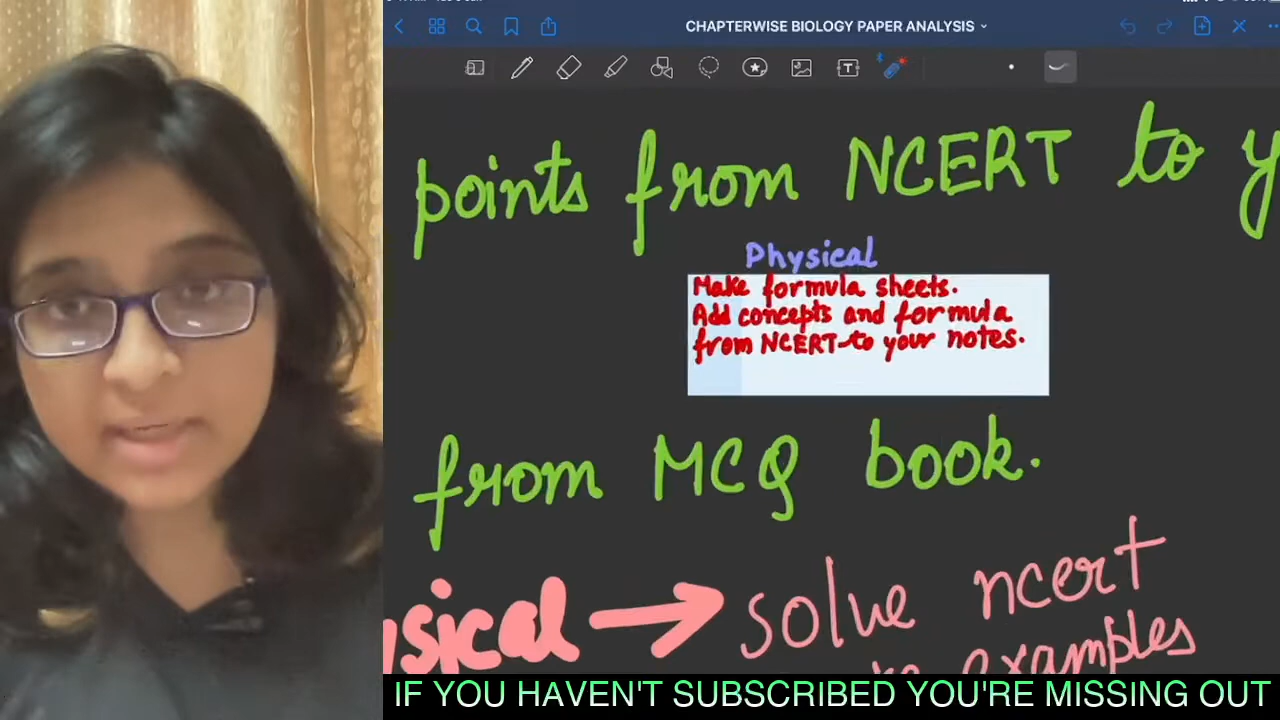 CHAPTERWISE BIOLOGY PAPER ANALYSIS
points from NCERT to y
Physical
Make formula sheets.
Add concepts and formula
from NCERT to your notes.
from MCQ book.
sical → solve ncert
examples
IF YOU HAVEN'T SUBSCRIBED YOU'RE MISSING OUT